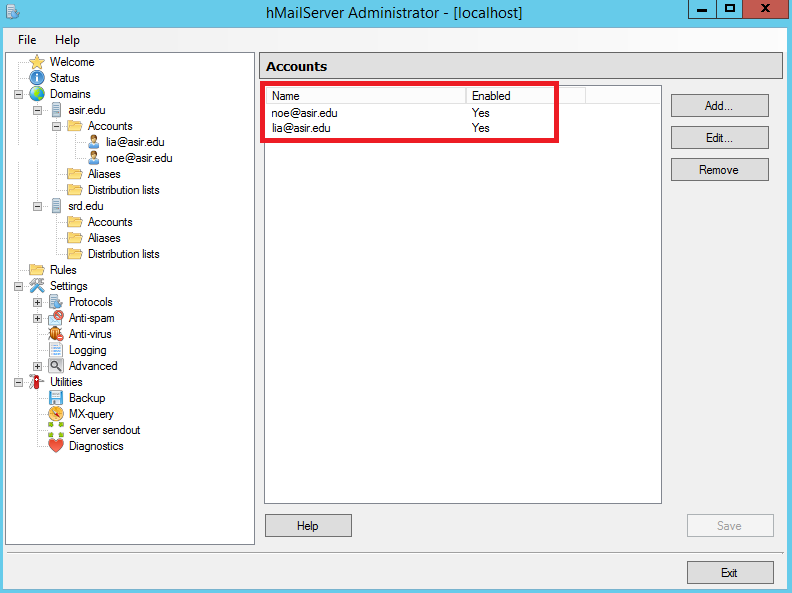 hMailServer Administrator - [localhost]
File Help
Welcome
Status
Domains
asir.edu
Accounts
lia@asir.edu
noe@asir.edu
Aliases
Distribution lists
srd.edu
Accounts
Aliases
Distribution lists
Rules
Settings
Protocols
Anti-spam
Anti-virus
Logging
Advanced
Utilities
Backup
MX-query
Server sendout
Diagnostics
Accounts
Name Enabled
noe@asir.edu Yes
lia@asir.edu Yes
Add...
Edit...
Remove
Help
Save
Exit